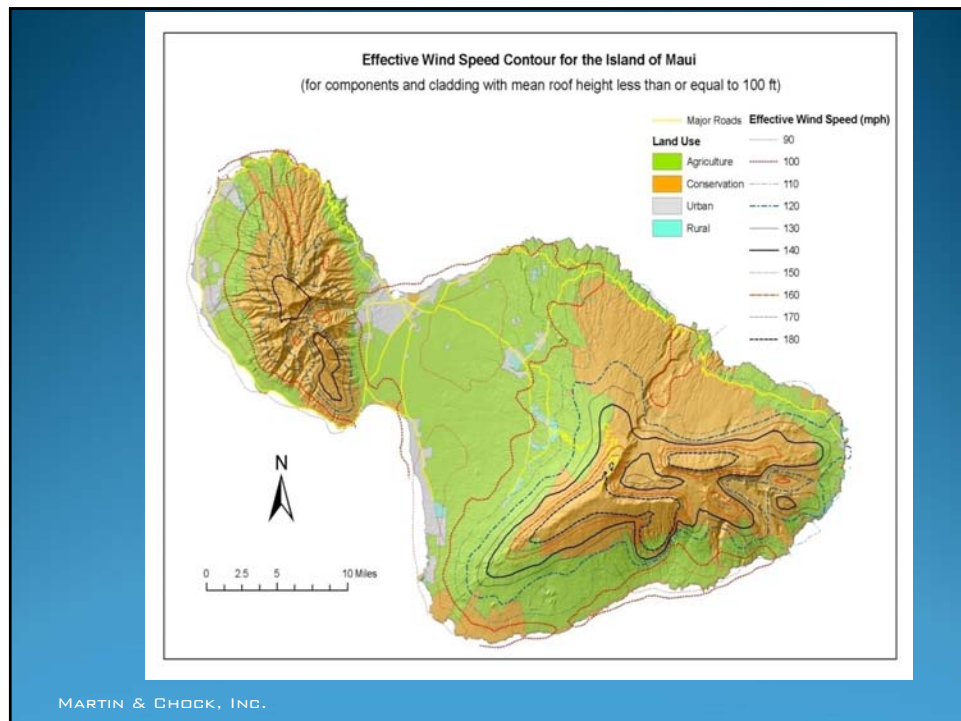 Effective Wind Speed Contour for the Island of Maui
(for components and cladding with mean roof height less than or equal to 100 ft)
Major Roads
Land Use
Agriculture
Conservation
Urban
Rural
Effective Wind Speed (mph)
90
100
110
120
130
140
150
160
170
180
N
0 2.5 5 10 Miles
MARTIN & CHOCK, INC.